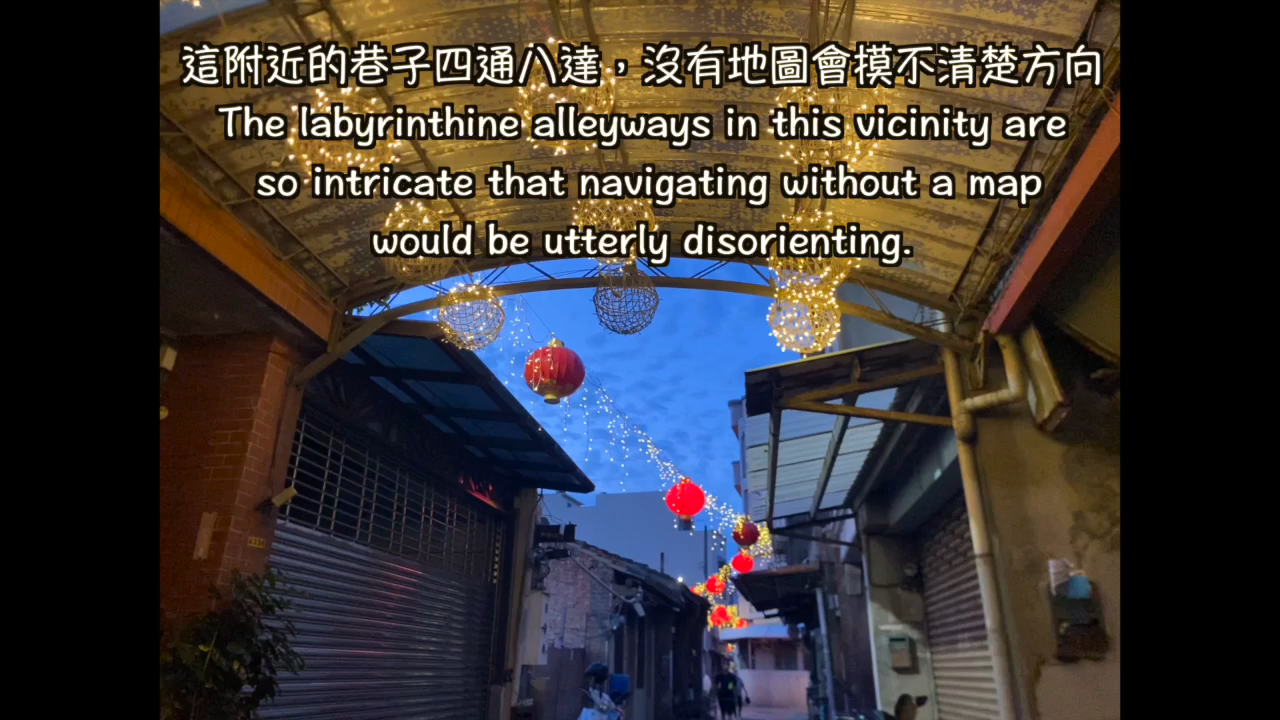 這附近的巷子四通八達，沒有地圖會摸不清楚方向
The labyrinthine alleyways in this vicinity are
so intricate that navigating without a map
would be utterly disorienting.